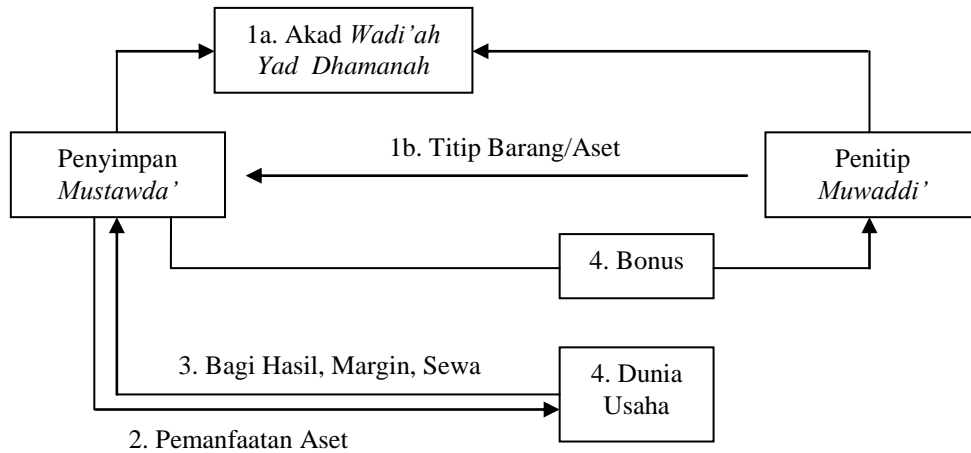 1a. Akad Wadi’ah
Yad Dhamanah
Penyimpan
Mustawda’
1b. Titip Barang/Aset
Penitip
Muwaddi’
4. Bonus
3. Bagi Hasil, Margin, Sewa
4. Dunia
Usaha
2. Pemanfaatan Aset